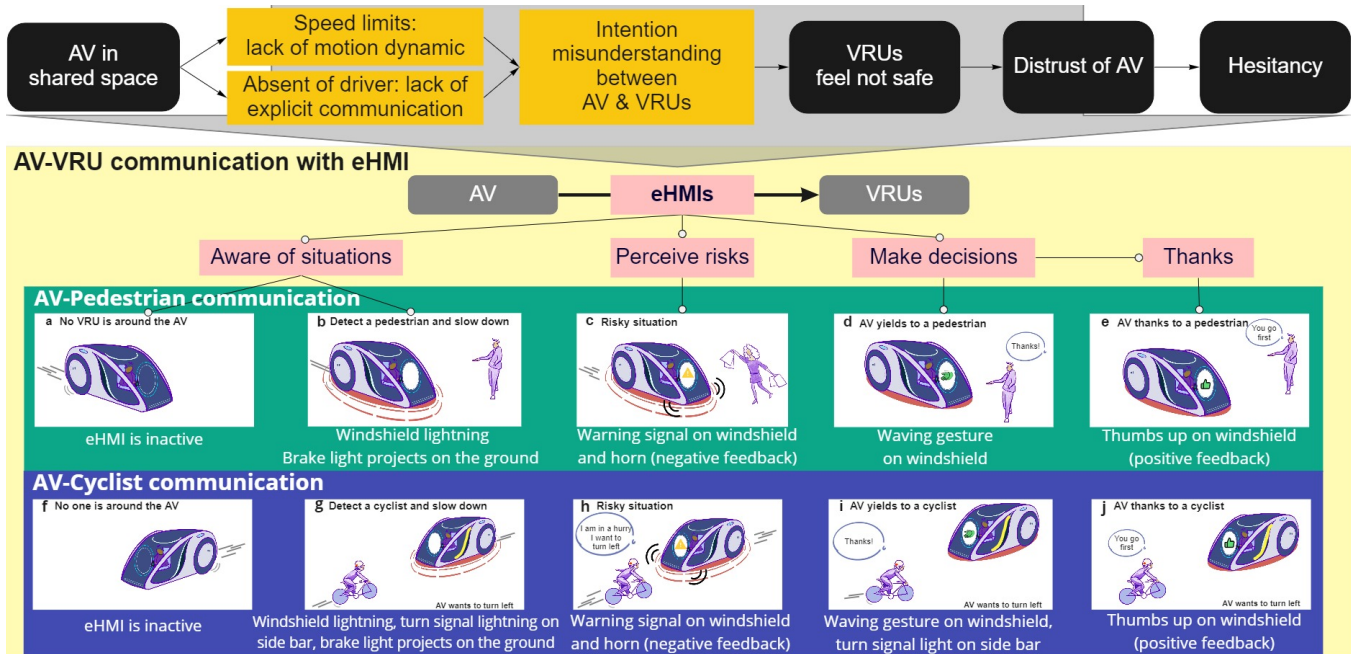 AV in
shared space
Speed limits:
lack of motion dynamic
Absent of driver: lack of
explicit communication
Intention
misunderstanding
between
AV & VRUs
VRUs
feel not safe
Distrust of AV
Hesitancy
AV-VRU communication with eHMI
AV
eHMIs
VRUs
Aware of situations
Perceive risks
Make decisions
Thanks
AV-Pedestrian communication
a No VRU is around the AV
eHMI is inactive
b Detect a pedestrian and slow down
Windshield lightning
Brake light projects on the ground
c Risky situation
Warning signal on windshield
and horn (negative feedback)
d AV yields to a pedestrian
Thanks!
Waving gesture
on windshield
e AV thanks to a pedestrian
You go
first
Thumbs up on windshield
(positive feedback)
AV-Cyclist communication
f No one is around the AV
eHMI is inactive
g Detect a cyclist and slow down
AV wants to turn left
Windshield lightning, turn signal lightning on
side bar, brake light projects on the ground
h Risky situation
I am in a hurry
I want to
turn left
AV wants to turn left
Warning signal on windshield
and horn (negative feedback)
i AV yields to a cyclist
Thanks!
AV wants to turn left
Waving gesture on windshield,
turn signal light on side bar
j AV thanks to a cyclist
You go
first
AV wants to turn left
Thumbs up on windshield
(positive feedback)